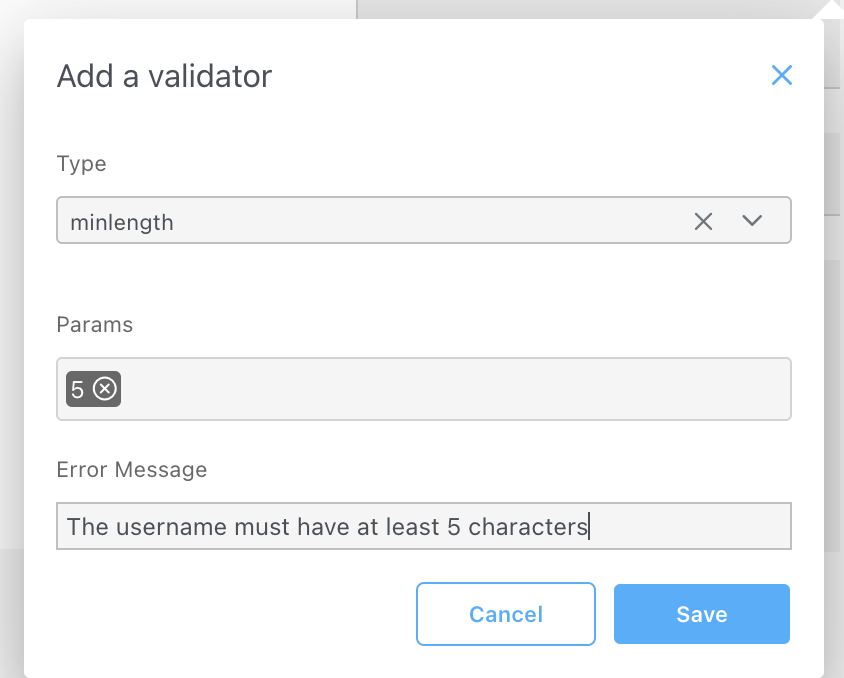 Add a validator
Type
minlength
Params
5
Error Message
The username must have at least 5 characters
Cancel
Save